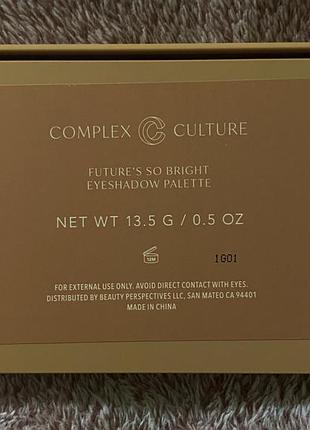 COMPLEX CULTURE
FUTURE'S SO BRIGHT
EYESHADOW PALETTE
NET WT 13.5 G / 0.5 OZ
12M
1G01
FOR EXTERNAL USE ONLY. AVOID DIRECT CONTACT WITH EYES.
DISTRIBUTED BY BEAUTY PERSPECTIVES LLC, SAN MATEO CA 94401
MADE IN CHINA